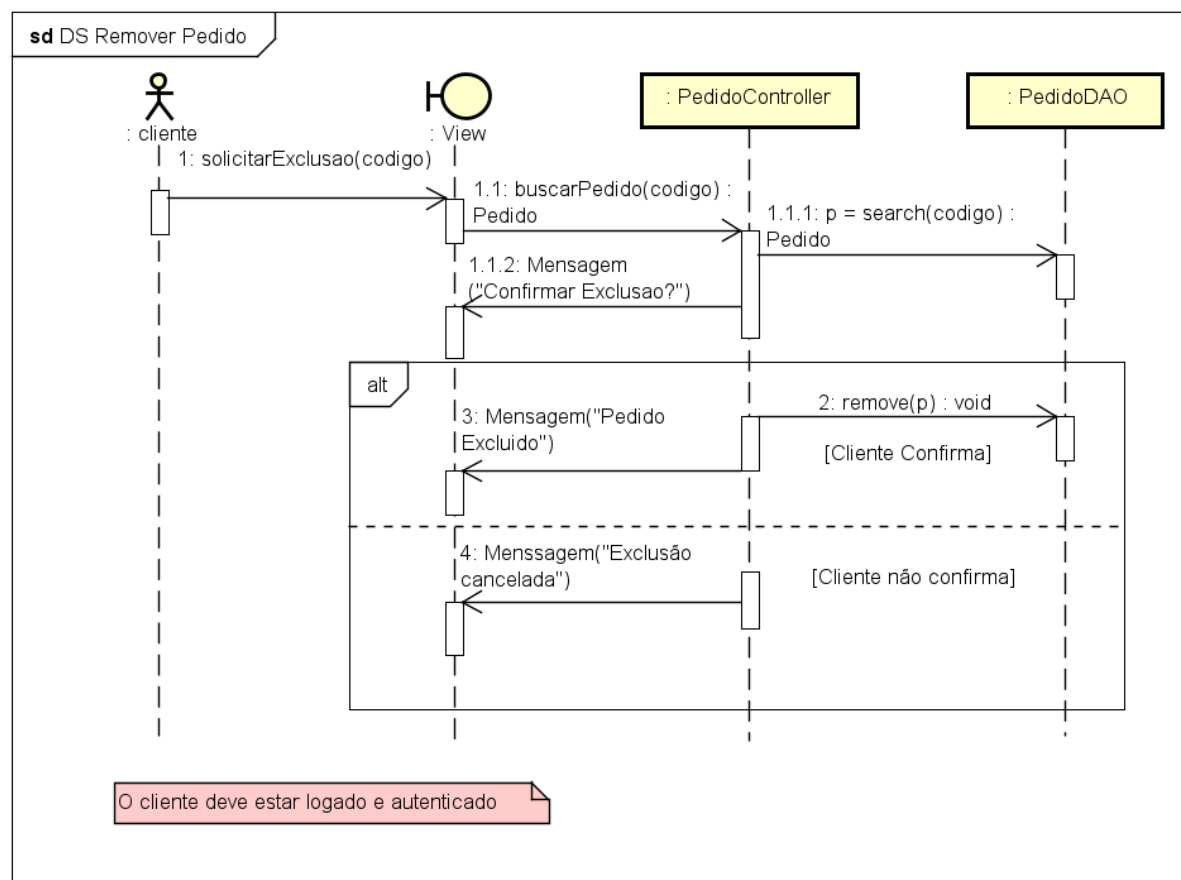 sd DS Remover Pedido
: cliente
: View
: PedidoController
: PedidoDAO
1: solicitarExclusao(codigo)
1.1: buscarPedido(codigo) :
Pedido
1.1.1: p = search(codigo) :
Pedido
1.1.2: Mensagem
("Confirmar Exclusao?")
alt
2: remove(p) : void
3: Mensagem("Pedido
Excluido")
[Cliente Confirma]
4: Menssagem("Exclusão
cancelada")
[Cliente não confirma]
O cliente deve estar logado e autenticado